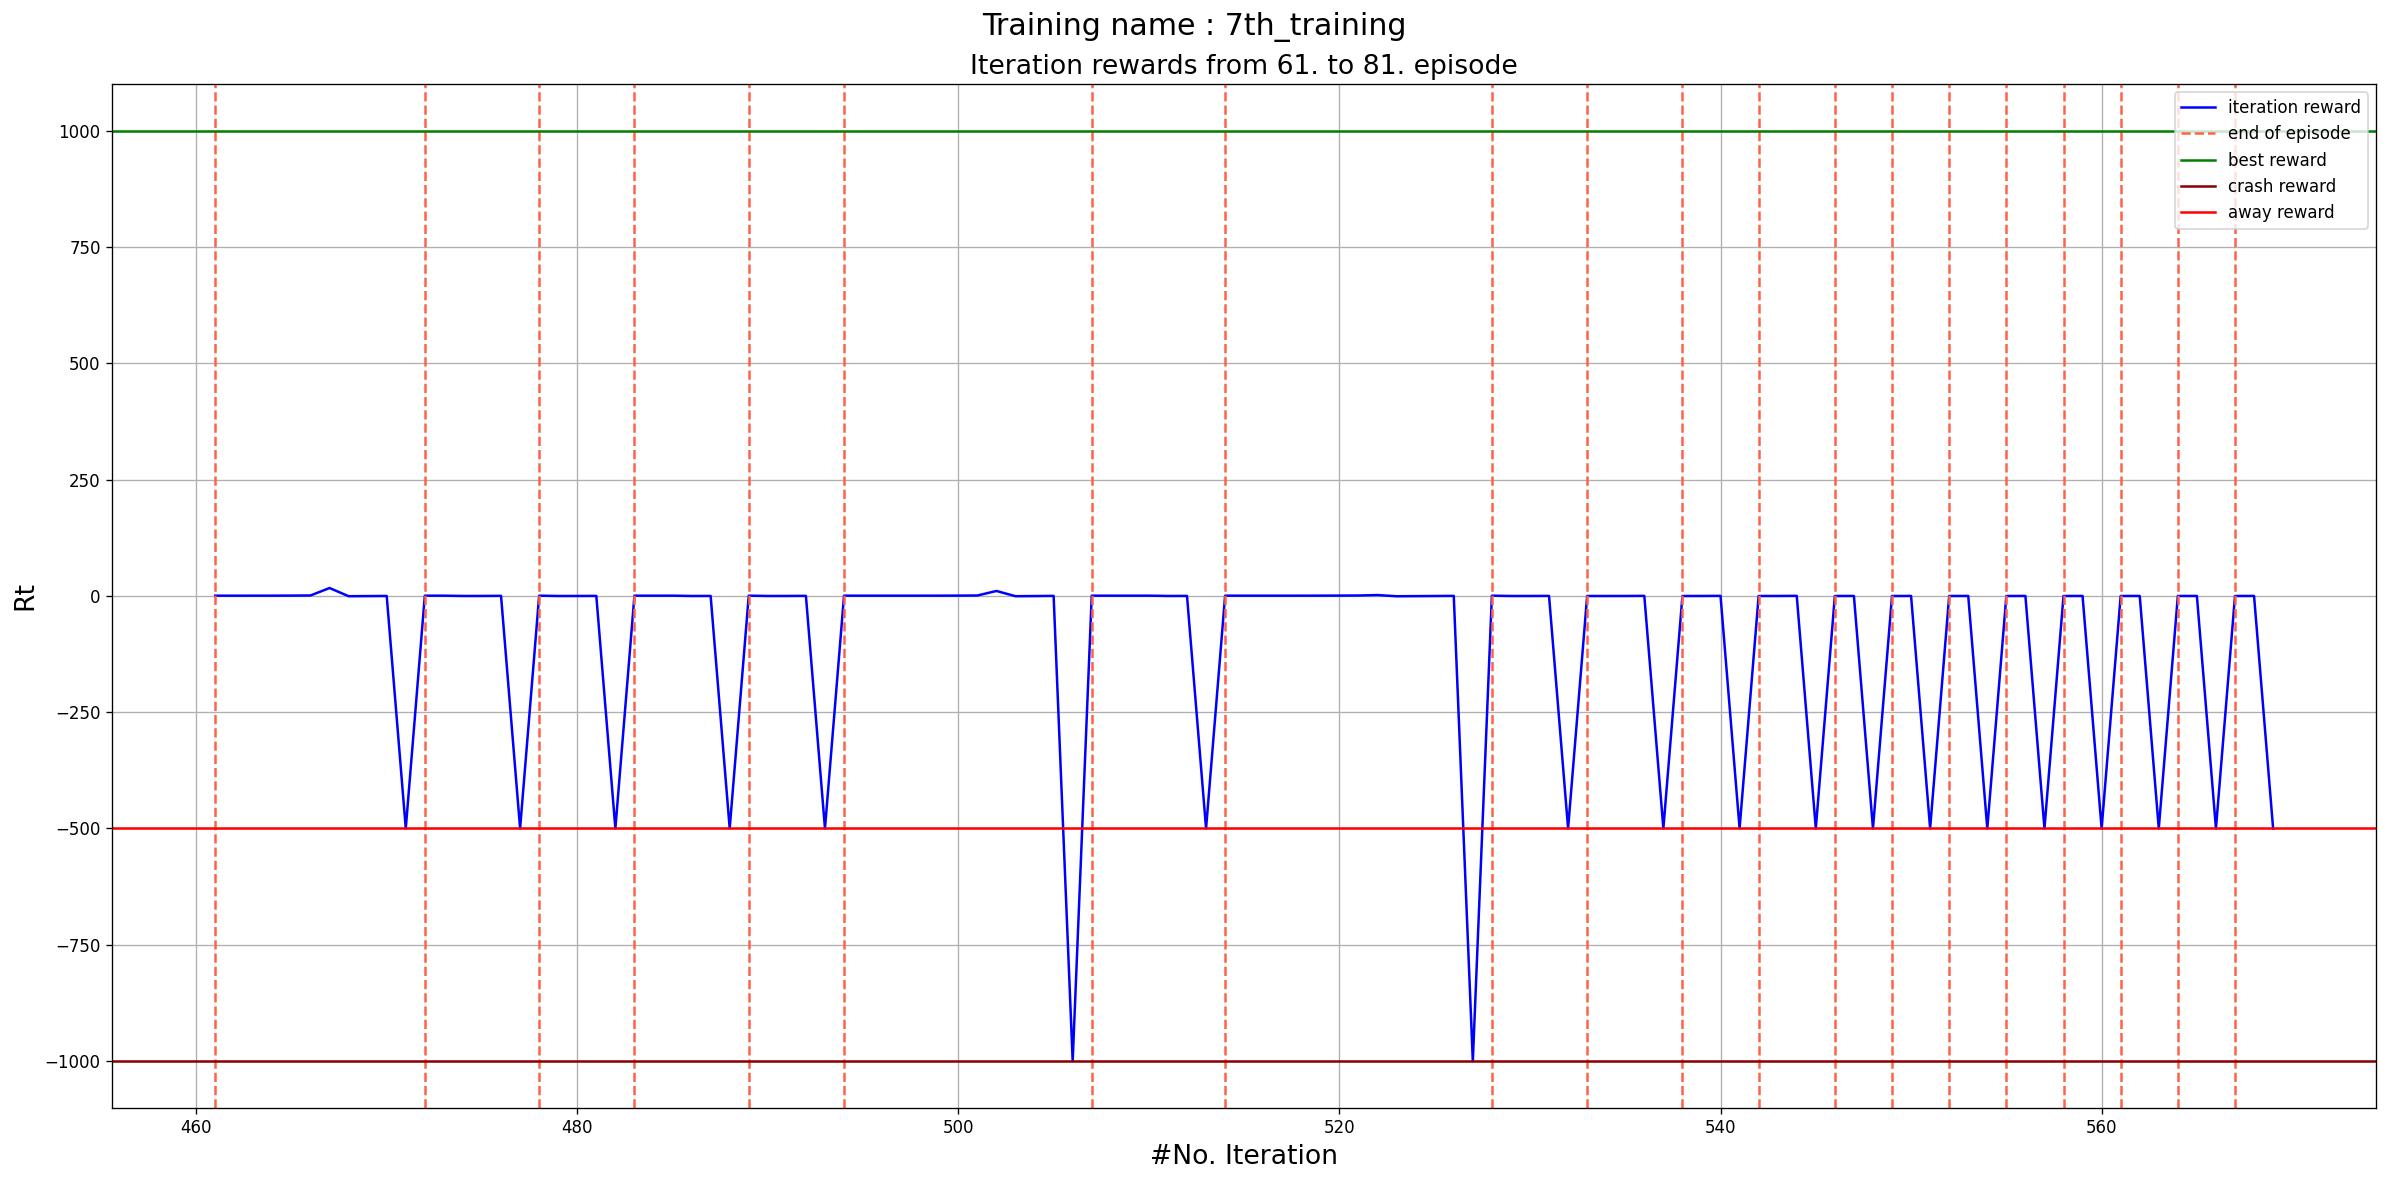 Training name : 7th_training
Iteration rewards from 61. to 81. episode
iteration reward
end of episode
best reward
crash reward
away reward
Rt
1000
750
500
250
0
−250
−500
−750
−1000
460 480 500 520 540 560
#No. Iteration